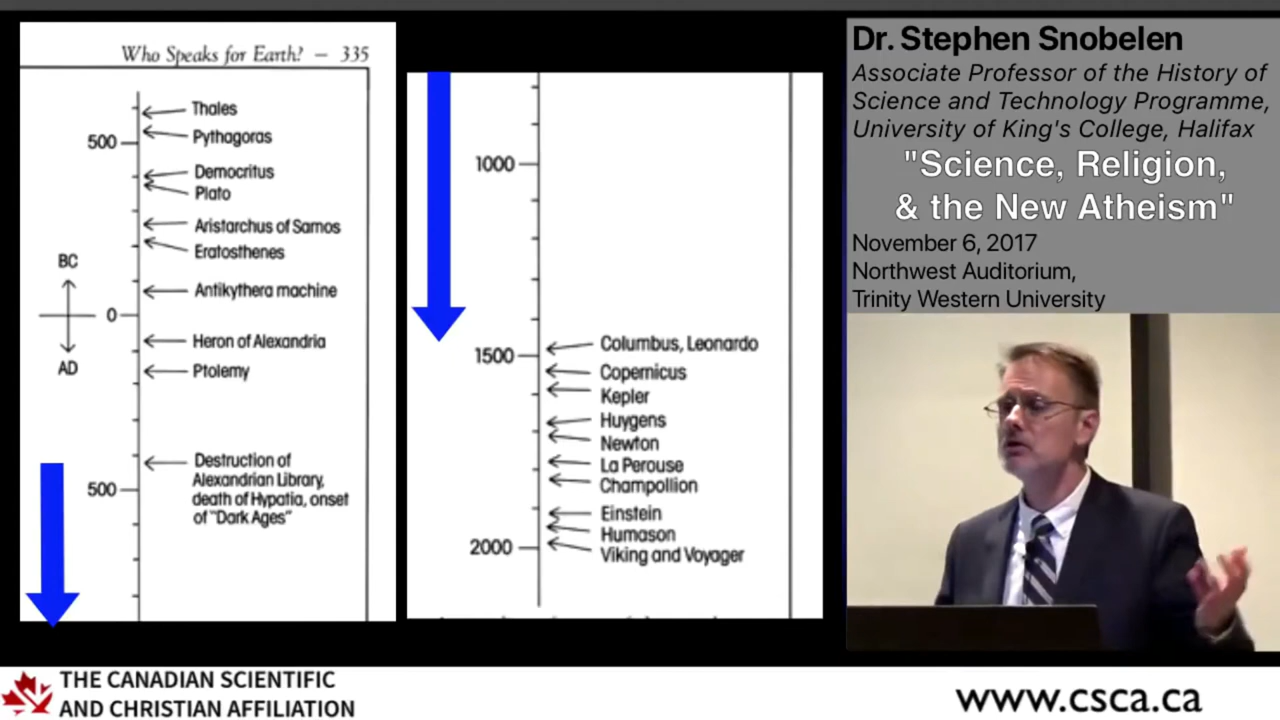 Who Speaks for Earth? — 335
Thales
500
Pythagoras
Democritus
Plato
Aristarchus of Samos
Eratosthenes
BC
Antikythera machine
0
Heron of Alexandria
AD
Ptolemy
Destruction of
Alexandrian Library,
500
death of Hypatia, onset
of "Dark Ages"
1000
Columbus, Leonardo
1500
Copernicus
Kepler
Huygens
Newton
La Perouse
Champollion
Einstein
Humason
2000
Viking and Voyager
Dr. Stephen Snobelen
Associate Professor of the History of
Science and Technology Programme,
University of King's College, Halifax
"Science, Religion,
& the New Atheism"
November 6, 2017
Northwest Auditorium,
Trinity Western University
THE CANADIAN SCIENTIFIC
AND CHRISTIAN AFFILIATION
www.csca.ca